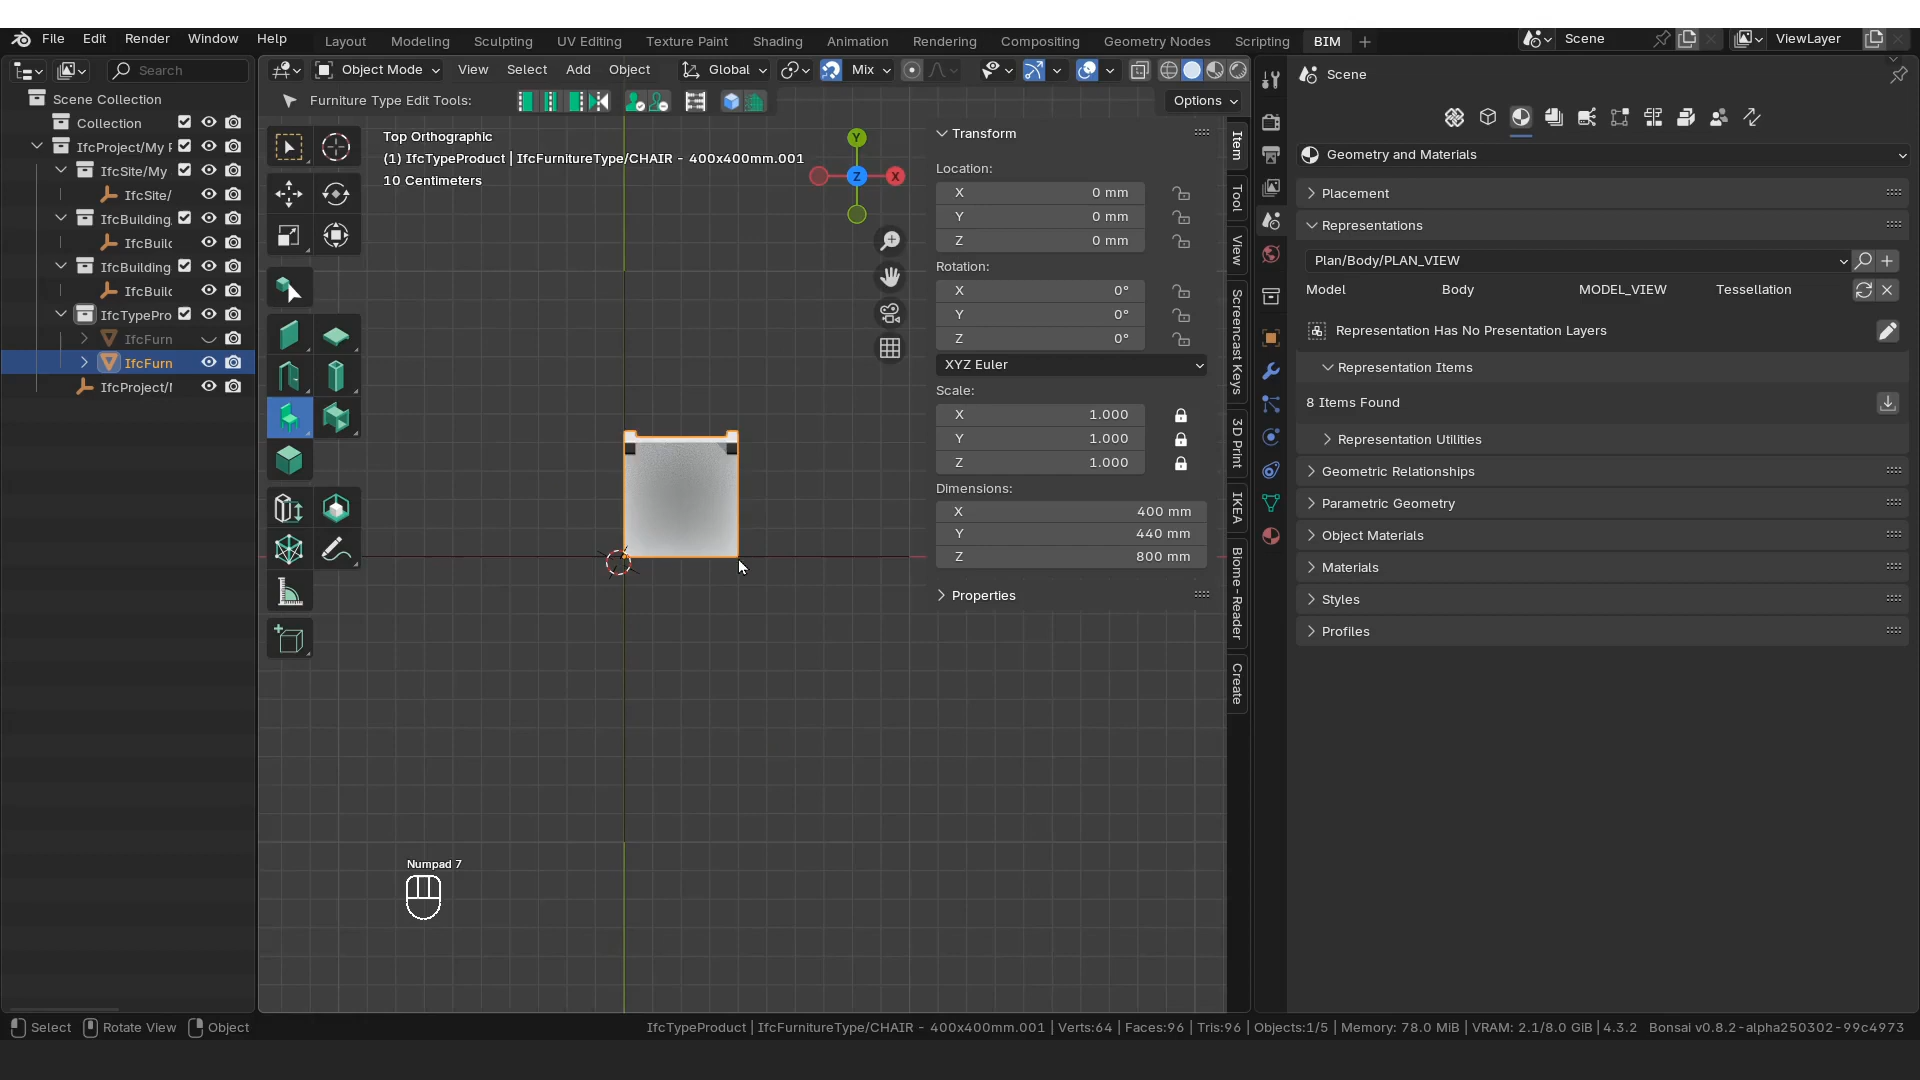 File Edit Render Window Help Layout Modeling Sculpting UV Editing Texture Paint Shading Animation Rendering Compositing Geometry Nodes Scripting BIM Scene ViewLayer
Search
Scene Collection
Collection
IfcProject/My
IfcSite/My
IfcSite/
IfcBuilding
IfcBuilc
IfcBuilding
IfcBuilc
IfcTypePro
IfcFurn
IfcFurn
IfcProject/
Object Mode View Select Add Object Global Mix
Furniture Type Edit Tools:
Options
Top Orthographic
(1) IfcTypeProduct | IfcFurnitureType/CHAIR - 400x400mm.001
10 Centimeters
Y
Z X
Transform
Location:
X 0 mm
Y 0 mm
Z 0 mm
Rotation:
X 0°
Y 0°
Z 0°
XYZ Euler
Scale:
X 1.000
Y 1.000
Z 1.000
Dimensions:
X 400 mm
Y 440 mm
Z 800 mm
Properties
Item
Tool
View
Screencast Keys
3D Print
IKEA
Biome-Reader
Create
Scene
Geometry and Materials
Placement
Representations
Plan/Body/PLAN_VIEW
Model Body MODEL_VIEW Tessellation
Representation Has No Presentation Layers
Representation Items
8 Items Found
Representation Utilities
Geometric Relationships
Parametric Geometry
Object Materials
Materials
Styles
Profiles
Numpad 7
Select Rotate View Object
IfcTypeProduct | IfcFurnitureType/CHAIR - 400x400mm.001 | Verts:64 | Faces:96 | Tris:96 | Objects:1/5 | Memory: 78.0 MiB | VRAM: 2.1/8.0 GiB | 4.3.2 | Bonsai v0.8.2-alpha250302-99c4973